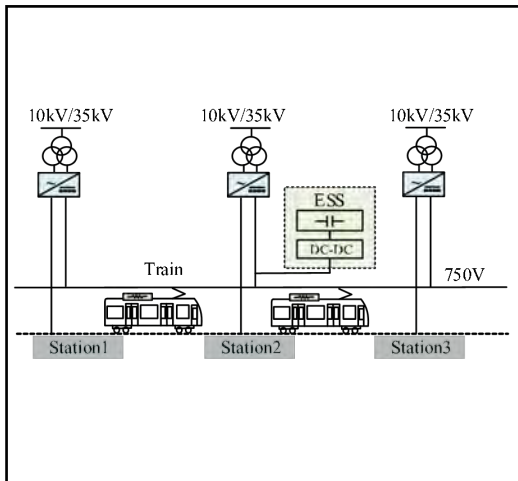 10kV/35kV 10kV/35kV 10kV/35kV
ESS
DC-DC
Train 750V
Station1 Station2 Station3